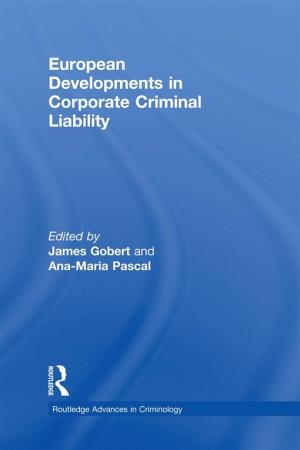 European
Developments in
Corporate Criminal
Liability
Edited by
James Gobert and
Ana-Maria Pascal
ROUTLEDGE
Routledge Advances in Criminology